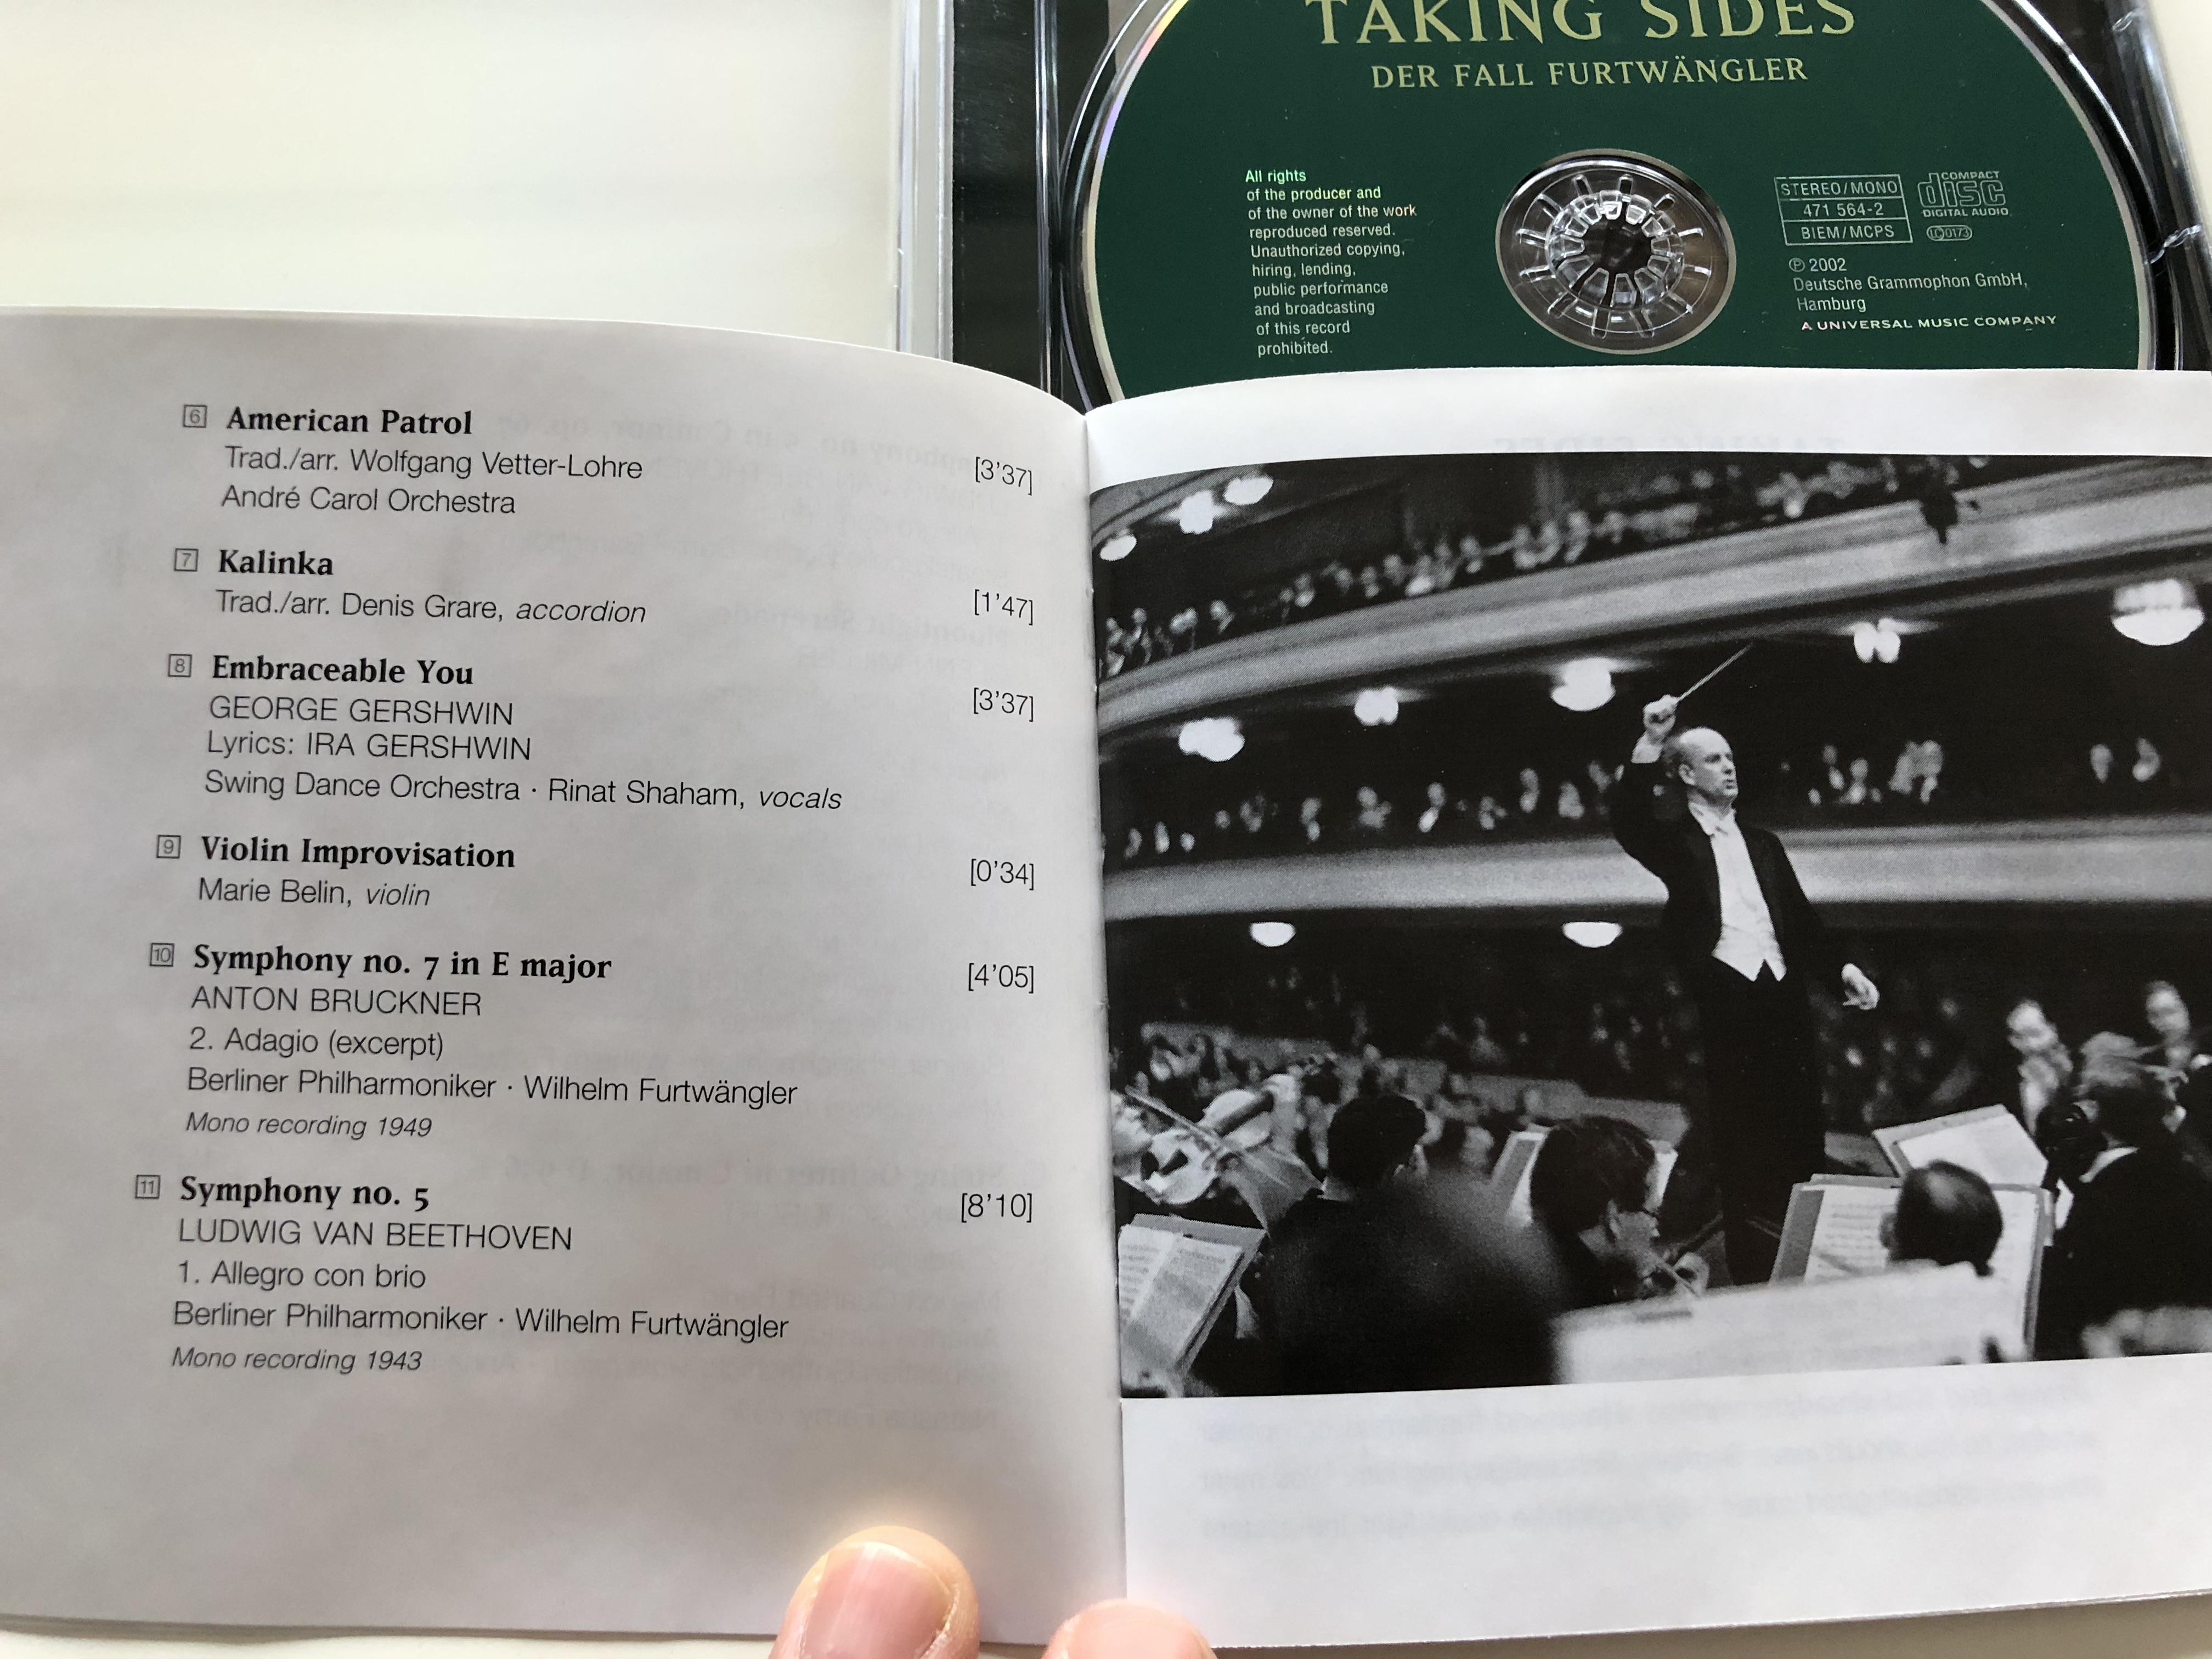 TAKING SIDES
DER FALL FURTWÄNGLER
All rights
of the producer and
of the owner of the work
reproduced reserved.
Unauthorized copying,
hiring, lending,
public performance
and broadcasting
of this record
prohibited.
STEREO/MONO
471 564-2
BIEM/MCPS
COMPACT
disc
DIGITAL AUDIO
LC 0173
℗ 2002
Deutsche Grammophon GmbH,
Hamburg
A UNIVERSAL MUSIC COMPANY
6 American Patrol
Trad./arr. Wolfgang Vetter-Lohre [3'37]
André Carol Orchestra
7 Kalinka
Trad./arr. Denis Grare, accordion [1'47]
8 Embraceable You
GEORGE GERSHWIN [3'37]
Lyrics: IRA GERSHWIN
Swing Dance Orchestra · Rinat Shaham, vocals
9 Violin Improvisation [0'34]
Marie Belin, violin
10 Symphony no. 7 in E major [4'05]
ANTON BRUCKNER
2. Adagio (excerpt)
Berliner Philharmoniker · Wilhelm Furtwängler
Mono recording 1949
11 Symphony no. 5 [8'10]
LUDWIG VAN BEETHOVEN
1. Allegro con brio
Berliner Philharmoniker · Wilhelm Furtwängler
Mono recording 1943